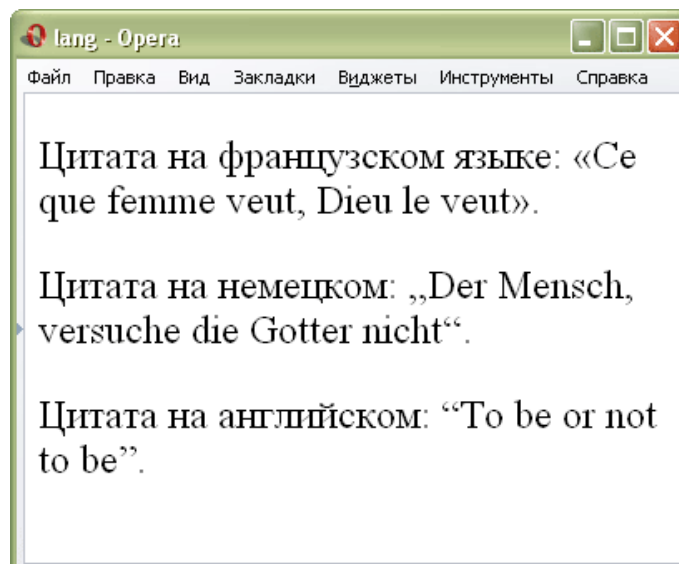 lang - Opera
Файл Правка Вид Закладки Виджеты Инструменты Справка
Цитата на французском языке: «Ce
que femme veut, Dieu le veut».
Цитата на немецком: „Der Mensch,
versuche die Gotter nicht“.
Цитата на английском: “To be or not
to be”.